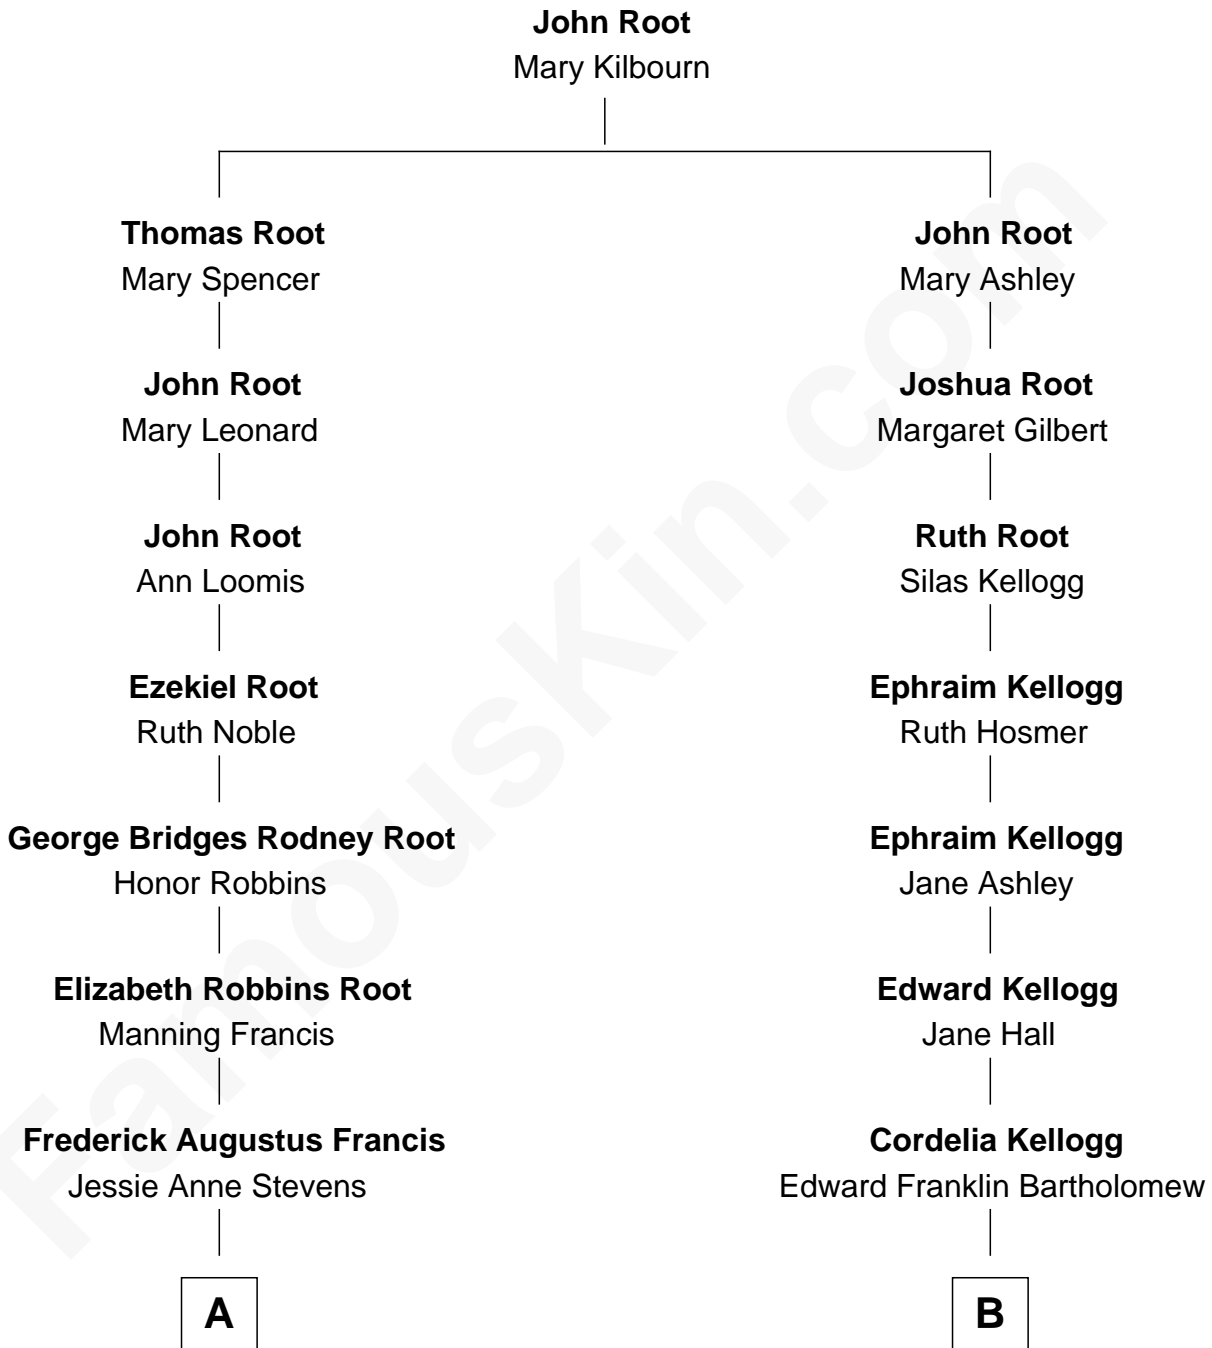 John Root
Mary Kilbourn
Thomas Root
Mary Spencer
John Root
Mary Ashley
John Root
Mary Leonard
Joshua Root
Margaret Gilbert
John Root
Ann Loomis
Ruth Root
Silas Kellogg
Ezekiel Root
Ruth Noble
Ephraim Kellogg
Ruth Hosmer
George Bridges Rodney Root
Honor Robbins
Ephraim Kellogg
Jane Ashley
Elizabeth Robbins Root
Manning Francis
Edward Kellogg
Jane Hall
Frederick Augustus Francis
Jessie Anne Stevens
Cordelia Kellogg
Edward Franklin Bartholomew
A
B
FamousKin.com